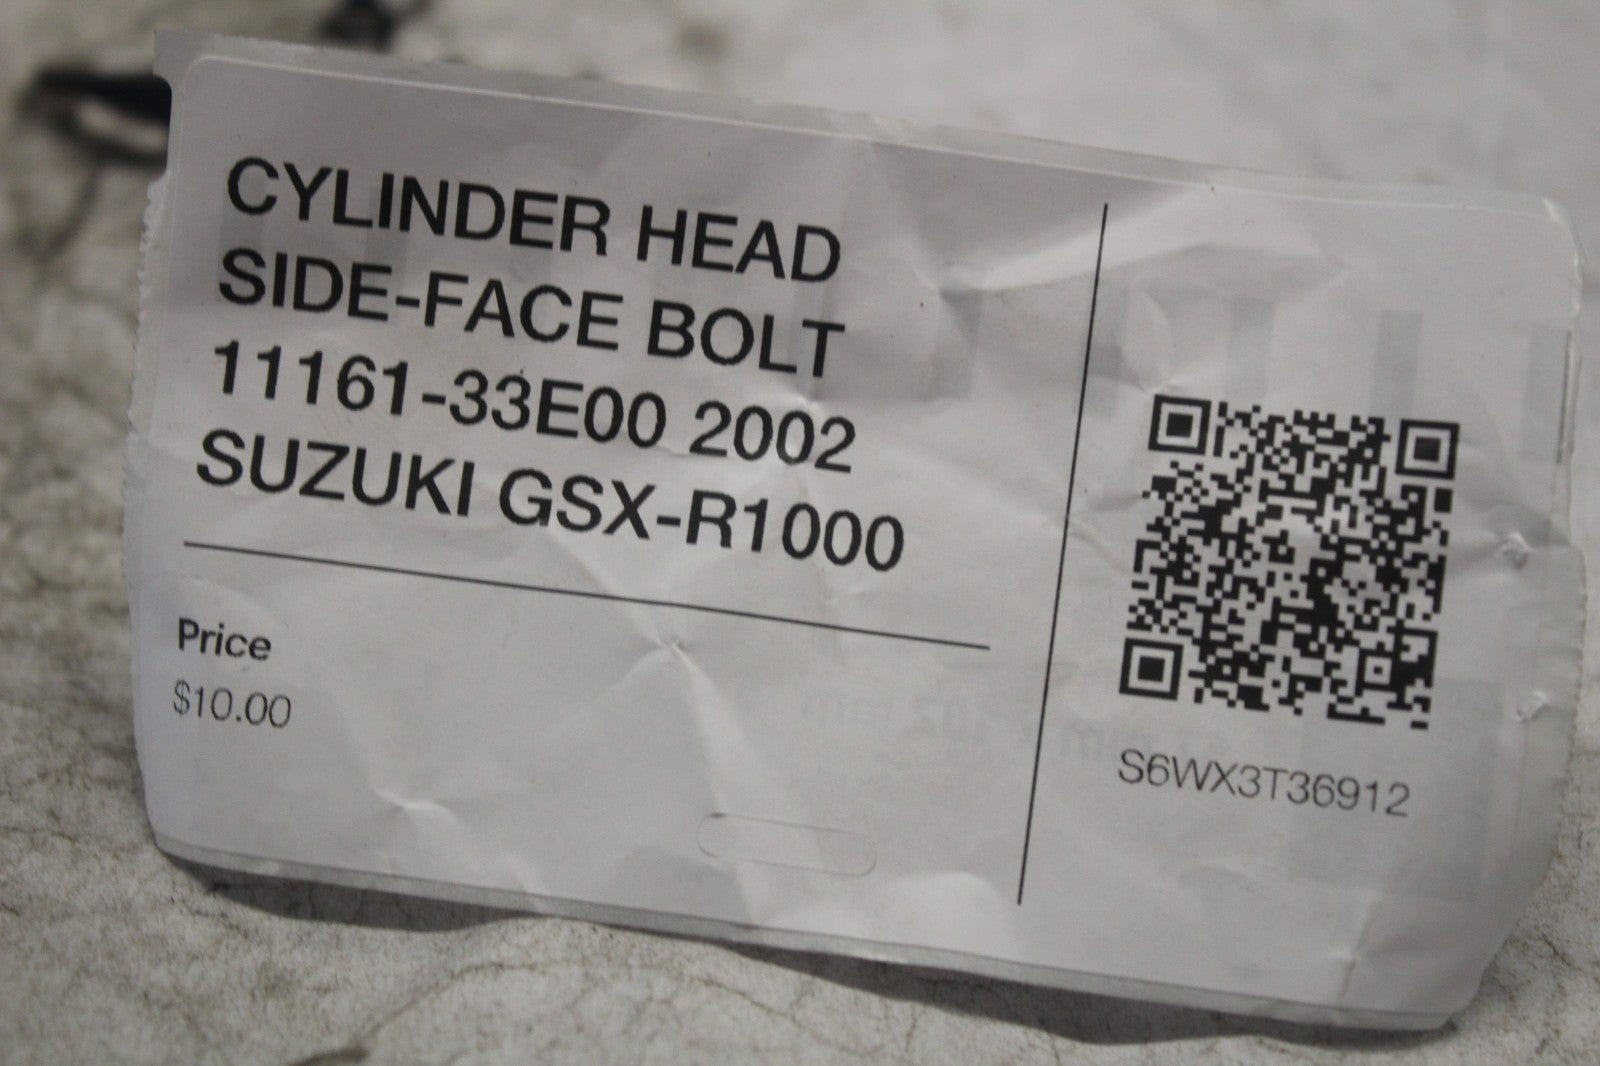 CYLINDER HEAD
SIDE-FACE BOLT
11161-33E00 2002
SUZUKI GSX-R1000
Price
$10.00
S6WX3T36912